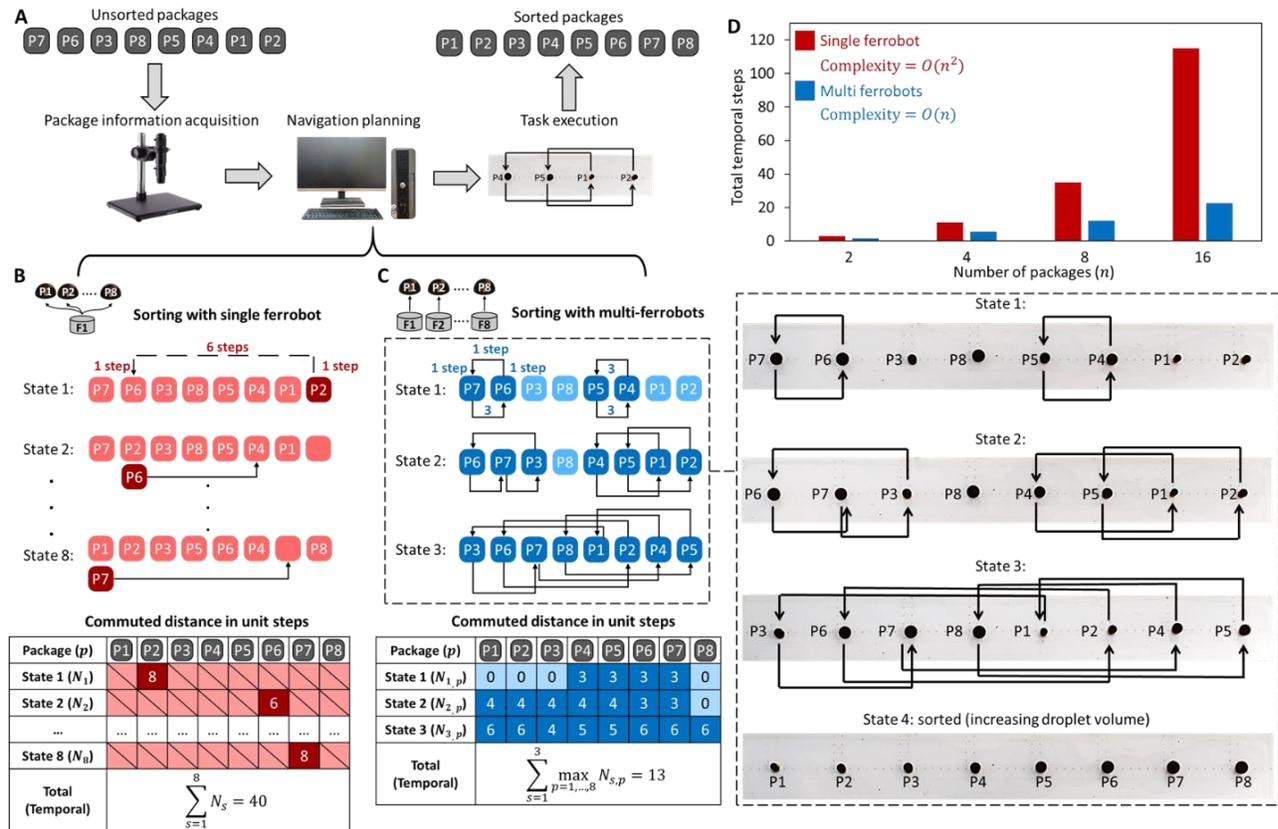 A
Unsorted packages
P7 P6 P3 P8 P5 P4 P1 P2
Sorted packages
P1 P2 P3 P4 P5 P6 P7 P8
Package information acquisition
Navigation planning
Task execution
P4 P5 P1 P2
B
P1 P2 .... P8
F1
Sorting with single ferrobot
6 steps
1 step
1 step
State 1:
P7 P6 P3 P8 P5 P4 P1 P2
State 2:
P7 P2 P3 P8 P5 P4 P1
P6
State 8:
P1 P2 P3 P5 P6 P4 P8
P7
Commuted distance in unit steps
Package (p) P1 P2 P3 P4 P5 P6 P7 P8
State 1 (N₁) 8
State 2 (N₂) 6
... ... ... ... ... ... ... ... ...
State 8 (N₈) 8
Total (Temporal)
8
∑ Nₛ = 40
s=1
C
P1 P2 .... P8
F1 F2 .... F8
Sorting with multi-ferrobots
1 step
1 step 1 step
3
State 1:
P7 P6 P3 P8 P5 P4 P1 P2
3 3
State 2:
P6 P7 P3 P8 P4 P5 P1 P2
State 3:
P3 P6 P7 P8 P1 P2 P4 P5
Commuted distance in unit steps
Package (p) P1 P2 P3 P4 P5 P6 P7 P8
State 1 (N₁,ₚ) 0 0 0 3 3 3 3 0
State 2 (N₂,ₚ) 4 4 4 4 4 3 3 0
State 3 (N₃,ₚ) 6 6 4 5 5 6 6 6
Total (Temporal)
3
∑ max Nₛ,ₚ = 13
s=1 p=1,...,8
D
Total temporal steps
120
100
80
60
40
20
0
Single ferrobot
Complexity = O(n²)
Multi ferrobots
Complexity = O(n)
2 4 8 16
Number of packages (n)
State 1:
P7 P6 P3 P8 P5 P4 P1 P2
State 2:
P6 P7 P3 P8 P4 P5 P1 P2
State 3:
P3 P6 P7 P8 P1 P2 P4 P5
State 4: sorted (increasing droplet volume)
P1 P2 P3 P4 P5 P6 P7 P8